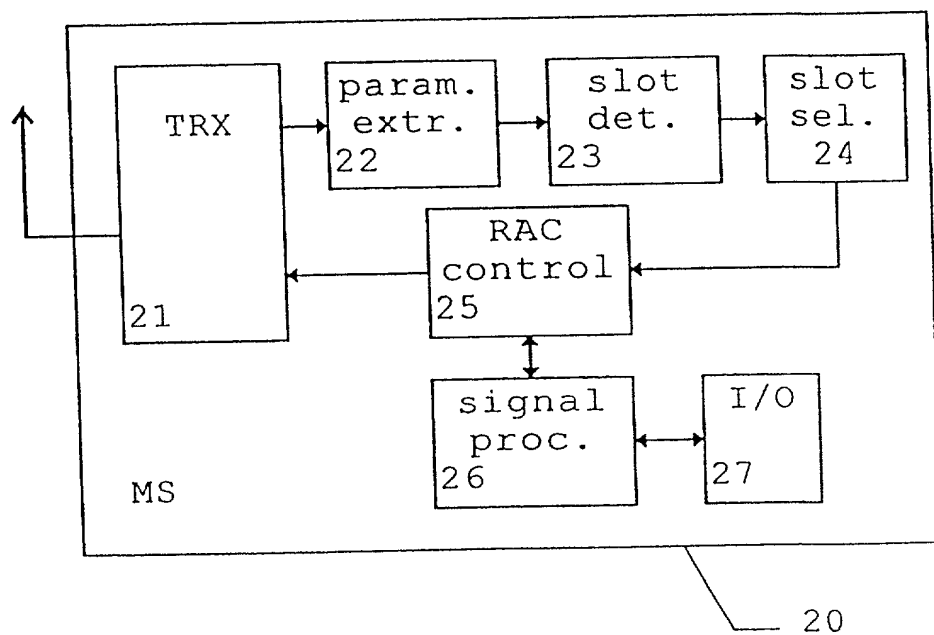 TRX
21
param.
extr.
22
slot
det.
23
slot
sel.
24
RAC
control
25
signal
proc.
26
I/O
27
MS
20